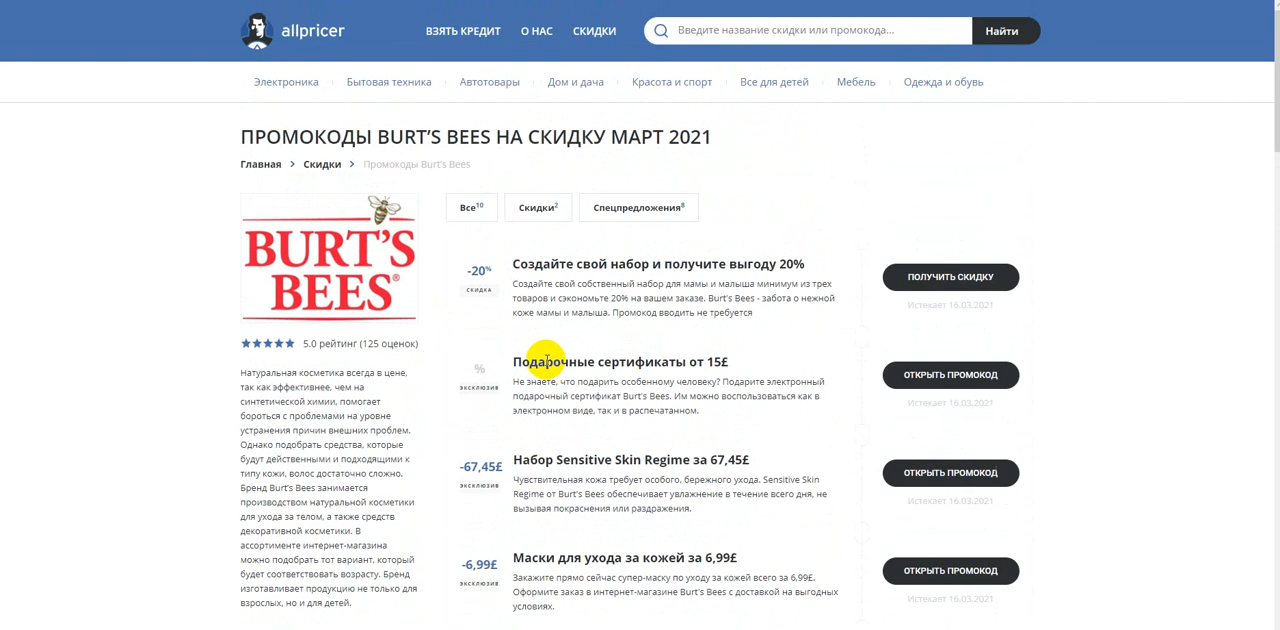 allpricer
ВЗЯТЬ КРЕДИТ
О НАС
СКИДКИ
Введите название скидки или промокода...
Найти
Электроника
Бытовая техника
Автотовары
Дом и дача
Красота и спорт
Все для детей
Мебель
Одежда и обувь
ПРОМОКОДЫ BURT’S BEES НА СКИДКУ МАРТ 2021
Главная > Скидки > Промокоды Burt's Bees
BURT'S
BEES®
5.0 рейтинг (125 оценок)
Натуральная косметика всегда в цене,
так как эффективнее, чем на
синтетической химии, помогает
бороться с проблемами на уровне
устранения причин внешних проблем.
Однако подобрать средства, которые
будут действенными и подходящими к
типу кожи, волос достаточно сложно.
Бренд Burt’s Bees занимается
производством натуральной косметики
для ухода за телом, а также средств
декоративной косметики. В
ассортименте интернет-магазина
можно подобрать тот вариант, который
будет соответствовать возрасту. Бренд
изготавливает продукцию не только для
взрослых, но и для детей.
Все10
Скидки2
Спецпредложения8
-20%
СКИДКА
Создайте свой набор и получите выгоду 20%
Создайте свой собственный набор для мамы и малыша минимум из трех
товаров и сэкономьте 20% на вашем заказе. Burt's Bees - забота о нежной
коже мамы и малыша. Промокод вводить не требуется
ПОЛУЧИТЬ СКИДКУ
Истекает 16.03.2021
%
ЭКСКЛЮЗИВ
Подарочные сертификаты от 15£
Не знаете, что подарить особенному человеку? Подарите электронный
подарочный сертификат Burt's Bees. Им можно воспользоваться как в
электронном виде, так и в распечатанном.
ОТКРЫТЬ ПРОМОКОД
Истекает 16.03.2021
-67,45£
ЭКСКЛЮЗИВ
Набор Sensitive Skin Regime за 67,45£
Чувствительная кожа требует особого, бережного ухода. Sensitive Skin
Regime от Burt's Bees обеспечивает увлажнение в течение всего дня, не
вызывая покраснения или раздражения.
ОТКРЫТЬ ПРОМОКОД
Истекает 16.03.2021
-6,99£
ЭКСКЛЮЗИВ
Маски для ухода за кожей за 6,99£
Закажите прямо сейчас супер-маску по уходу за кожей всего за 6,99£.
Оформите заказ в интернет-магазине Burt's Bees с доставкой на выгодных
условиях.
ОТКРЫТЬ ПРОМОКОД
Истекает 16.03.2021